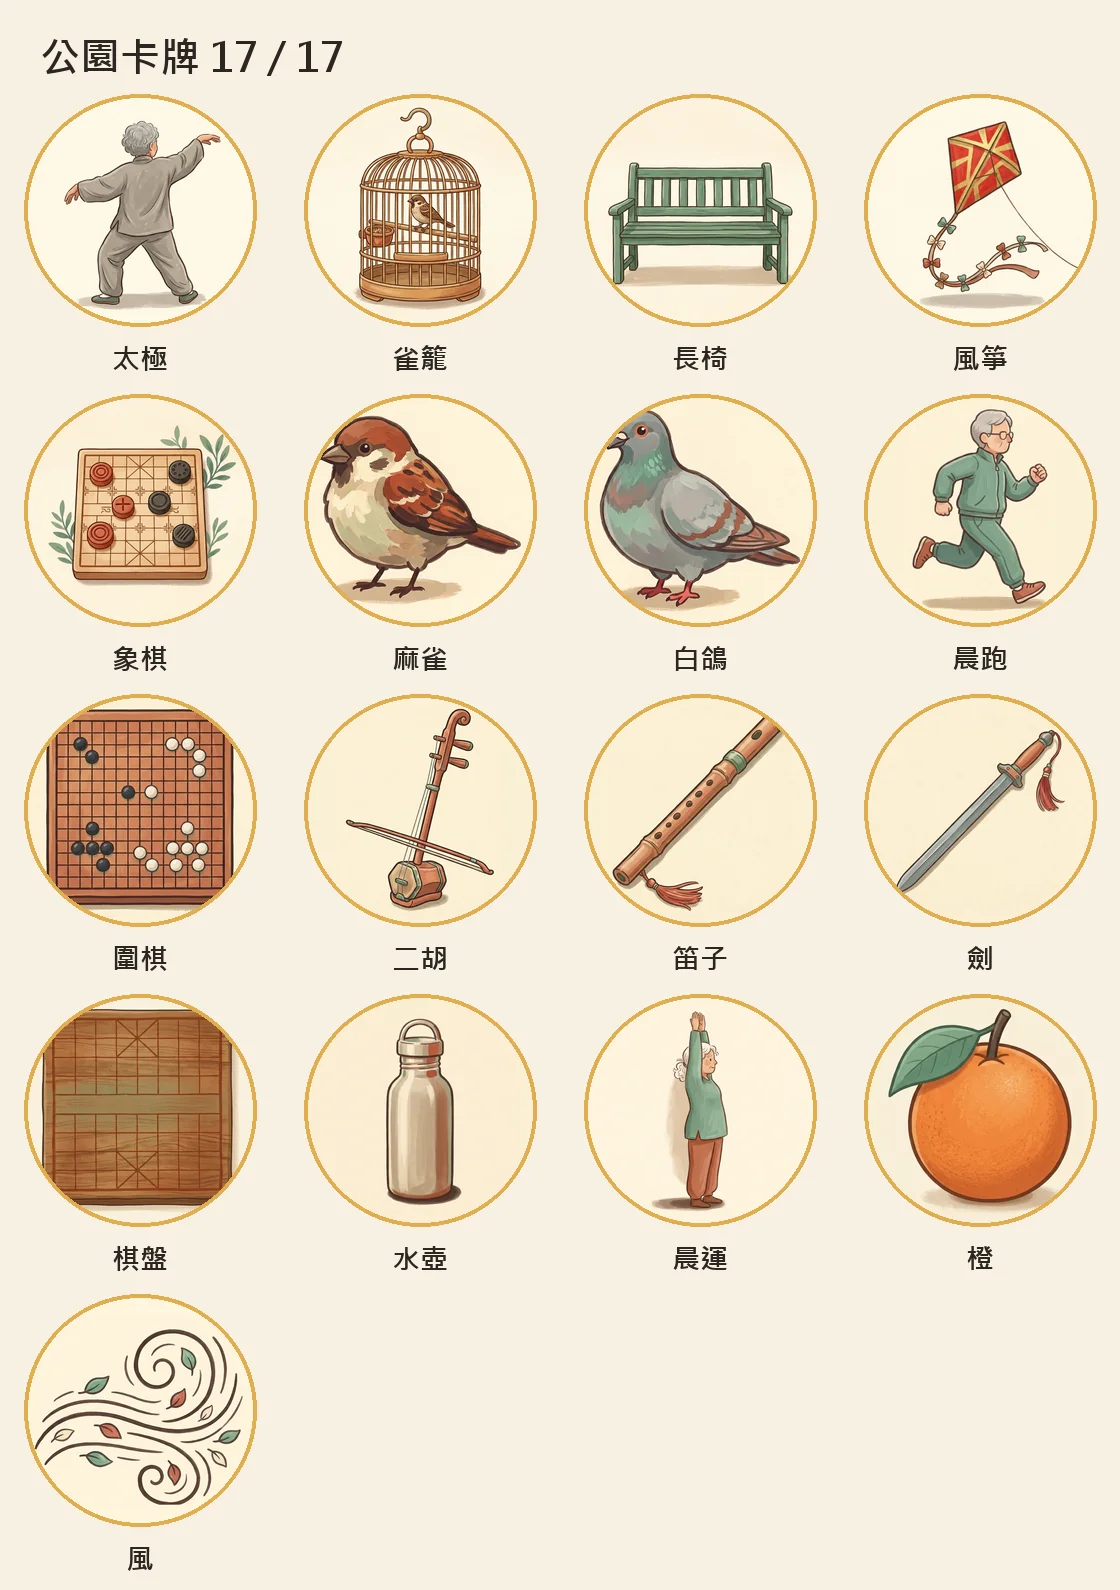 公園卡牌 17 / 17
太極 雀籠 長椅 風箏
象棋 麻雀 白鴿 晨跑
圍棋 二胡 笛子 劍
棋盤 水壺 晨運 橙
風